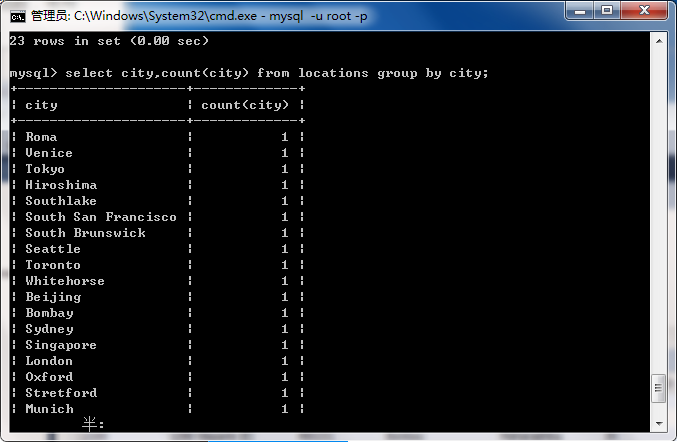 管理员: C:\Windows\System32\cmd.exe - mysql  -u root -p
23 rows in set (0.00 sec)
mysql> select city,count(city) from locations group by city;
+---------------------+-------------+
| city                | count(city) |
+---------------------+-------------+
| Roma                |           1 |
| Venice              |           1 |
| Tokyo               |           1 |
| Hiroshima           |           1 |
| Southlake           |           1 |
| South San Francisco |           1 |
| South Brunswick     |           1 |
| Seattle             |           1 |
| Toronto             |           1 |
| Whitehorse          |           1 |
| Beijing             |           1 |
| Bombay              |           1 |
| Sydney              |           1 |
| Singapore           |           1 |
| London              |           1 |
| Oxford              |           1 |
| Stretford           |           1 |
| Munich              |           1 |
半: